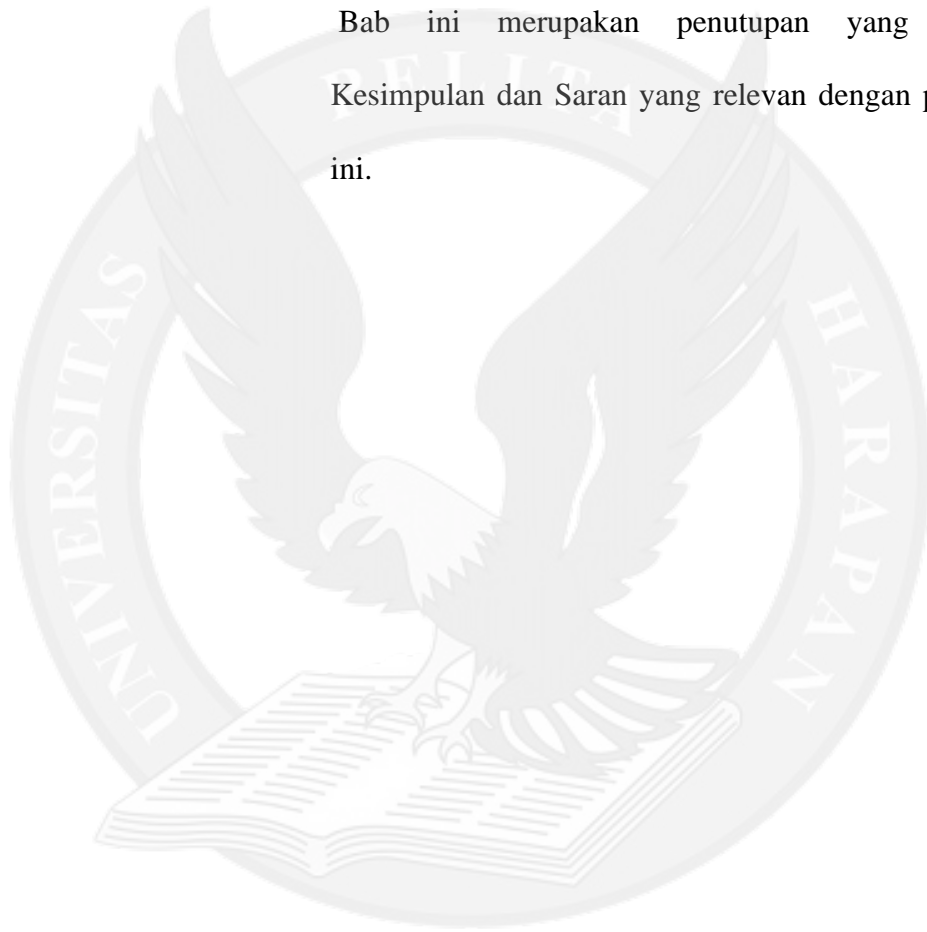 Bab ini merupakan penutupan yang
Kesimpulan dan Saran yang relevan dengan
ini.
UNIVERSITAS PELITA HARAPAN